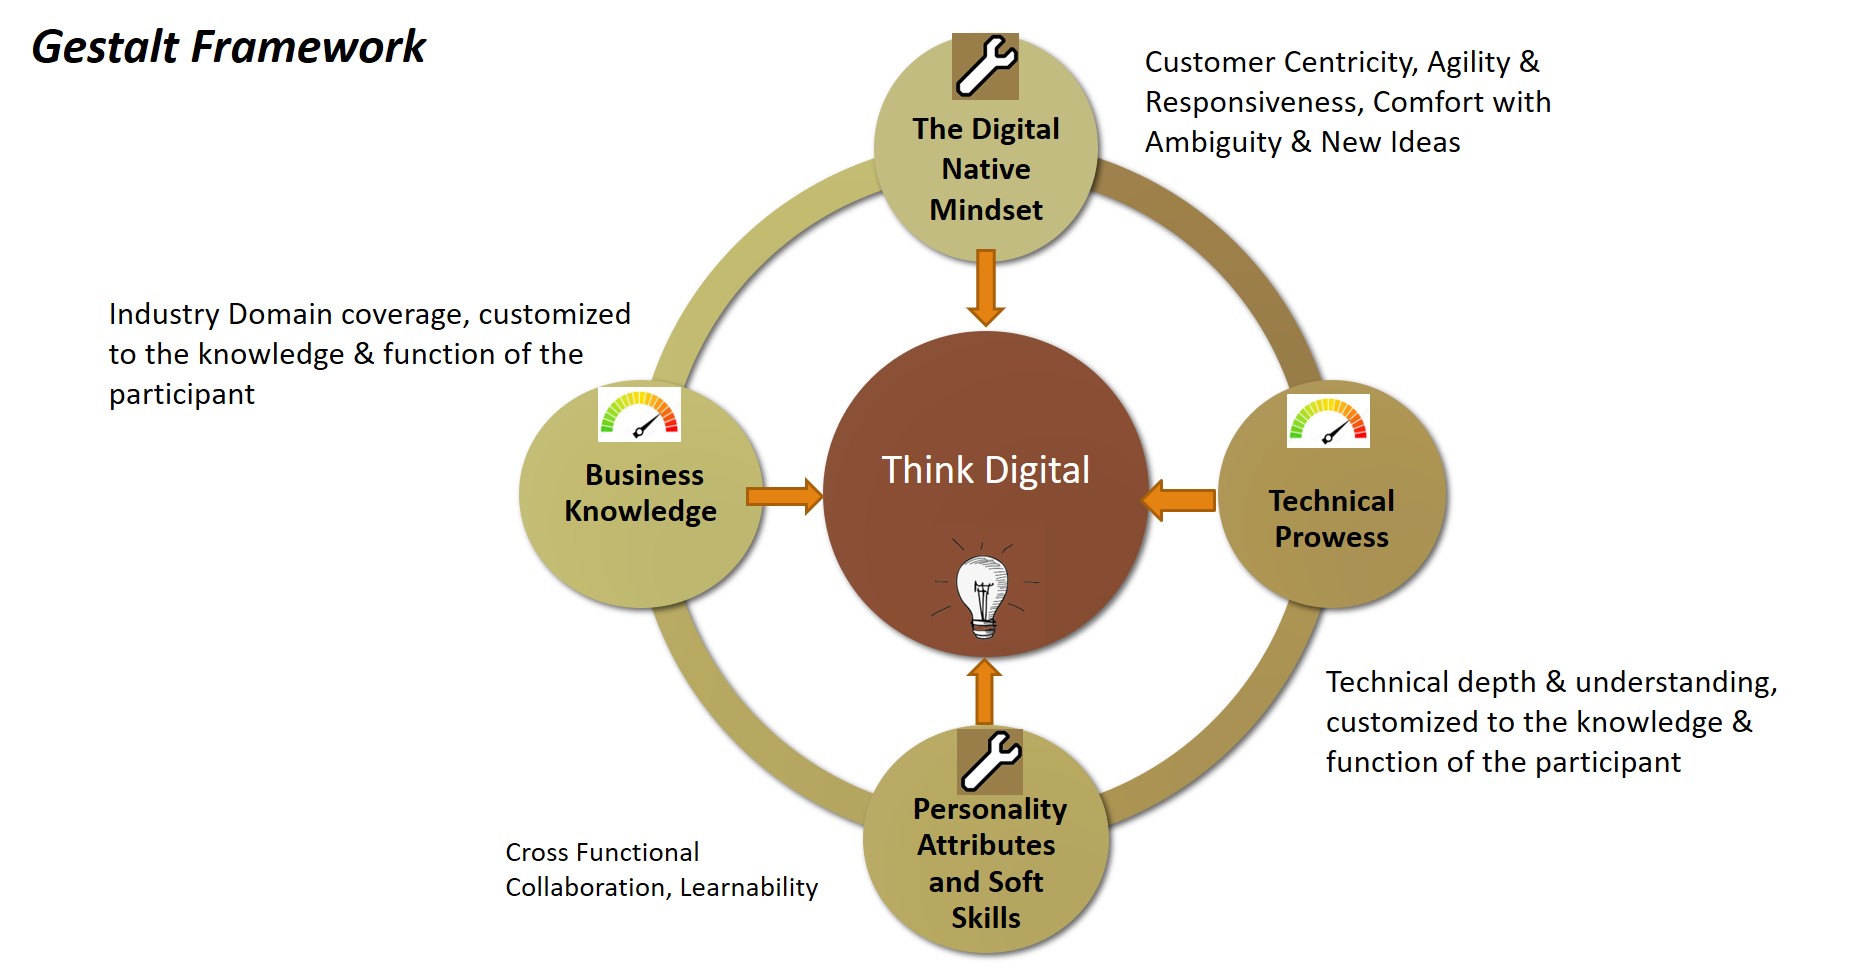 Gestalt Framework
The Digital
Native
Mindset
Customer Centricity, Agility &
Responsiveness, Comfort with
Ambiguity & New Ideas
Industry Domain coverage, customized
to the knowledge & function of the
participant
Business
Knowledge
Think Digital
Technical
Prowess
Technical depth & understanding,
customized to the knowledge &
function of the participant
Personality
Attributes
and Soft
Skills
Cross Functional
Collaboration, Learnability